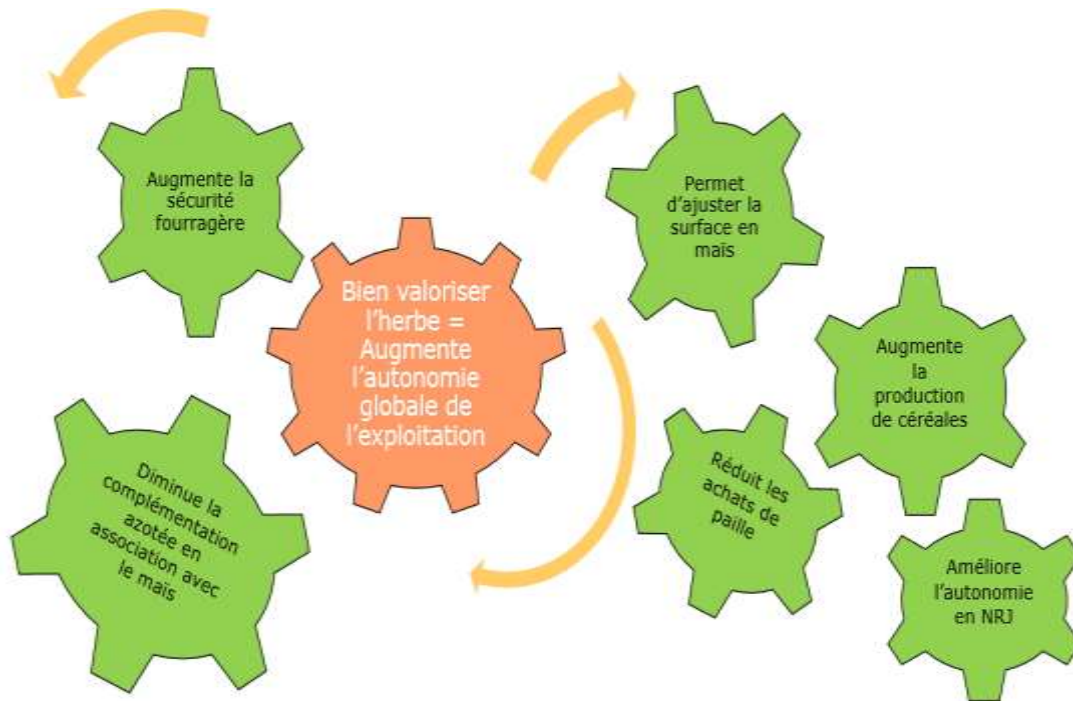 Augmente la
sécurité
fourragère
Bien valoriser
l'herbe =
Augmente
l'autonomie
globale de
l'exploitation
Permet
d'ajuster la
surface en
maïs
Augmente
la
production
de céréales
Réduit les
achats de
paille
Améliore
l'autonomie
en NRJ
Diminue la
complémentation
azotée en
association avec
le maïs